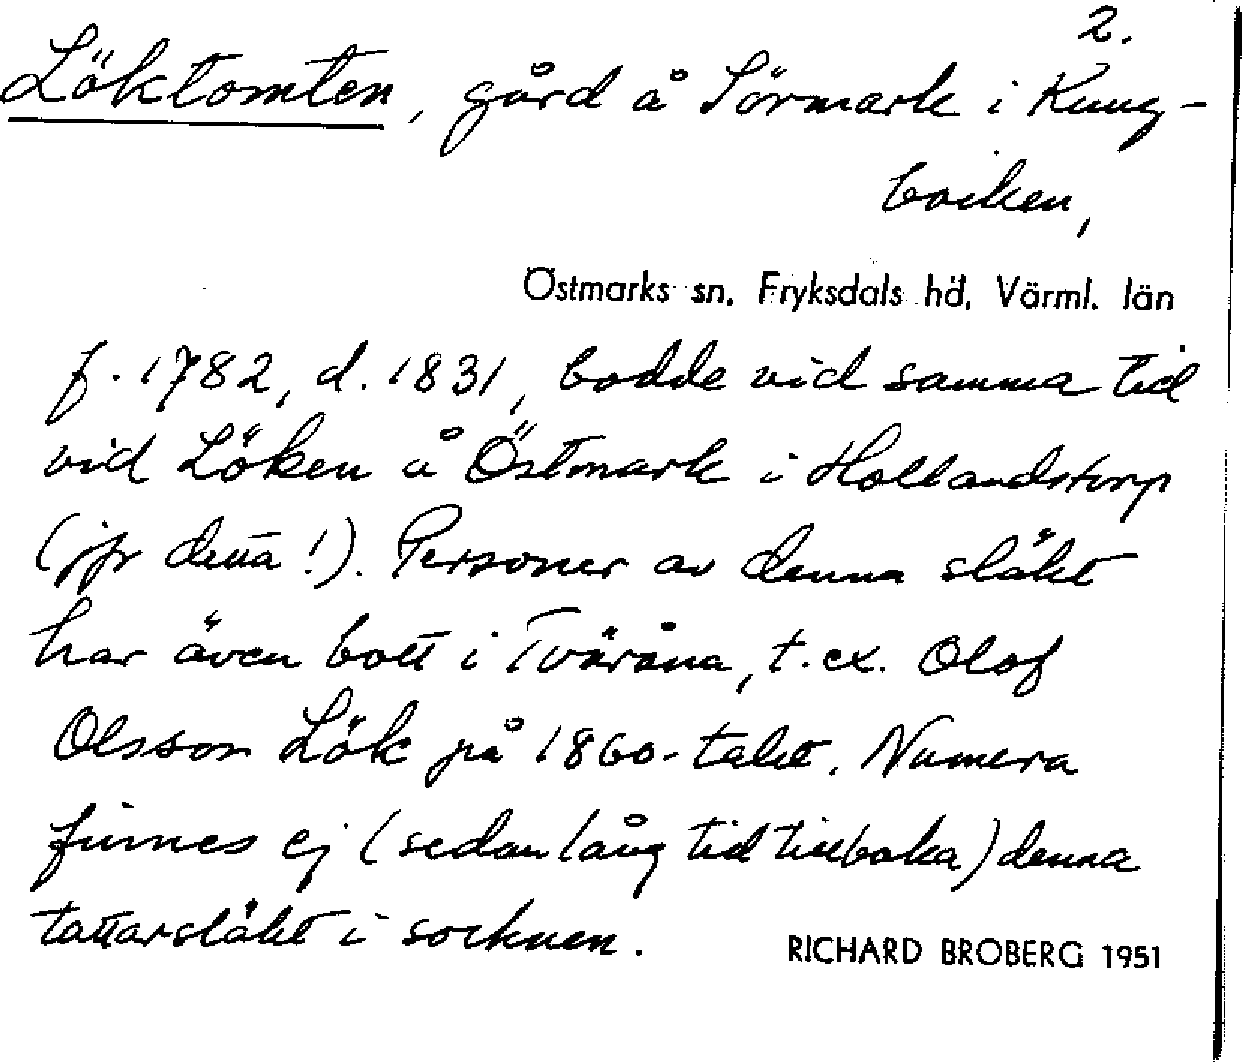 2.
Löktomten, gård å Sörmark i Kung-
backen,
Östmarks sn. Fryksdals hd. Värml. län
f. 1782, d. 1831, bodde vid samma tid
vid Löken å Östmark i Hollandstorp
(jfr detta!). Personer av denna släkt
har även bott i Tväråna, t.ex. Olof
Olsson Lök på 1860-talet. Numera
finnes ej (sedan lång tid tillbaka) denna
tattarsläkt i socknen.
RICHARD BROBERG 1951